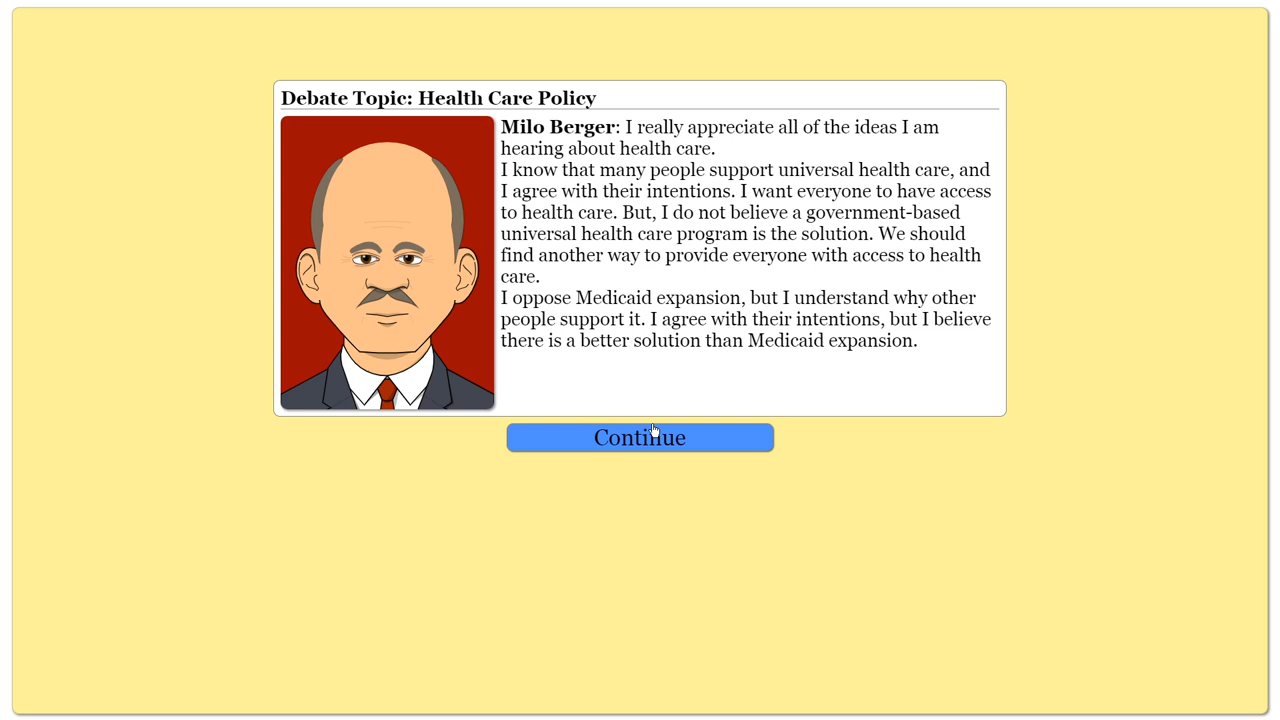 Debate Topic: Health Care Policy
Milo Berger: I really appreciate all of the ideas I am
hearing about health care.
I know that many people support universal health care, and
I agree with their intentions. I want everyone to have access
to health care. But, I do not believe a government-based
universal health care program is the solution. We should
find another way to provide everyone with access to health
care.
I oppose Medicaid expansion, but I understand why other
people support it. I agree with their intentions, but I believe
there is a better solution than Medicaid expansion.
Continue